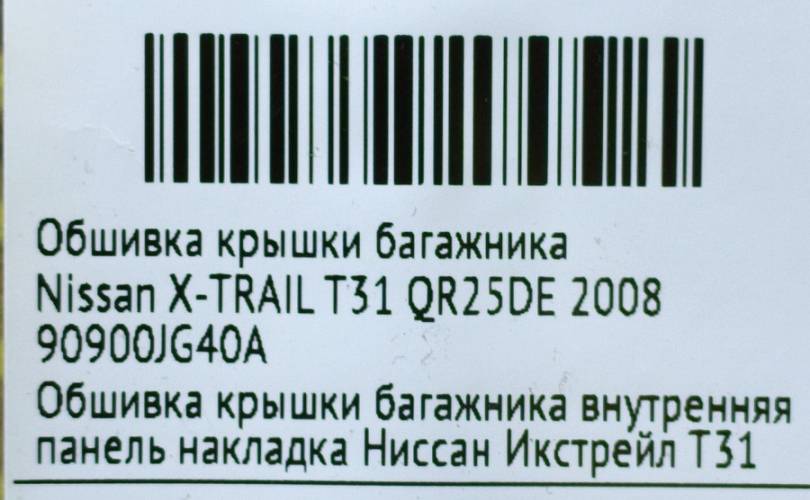 Обшивка крышки багажника
Nissan X-TRAIL T31 QR25DE 2008
90900JG40A
Обшивка крышки багажника внутренняя
панель накладка Ниссан Икстрейл Т31